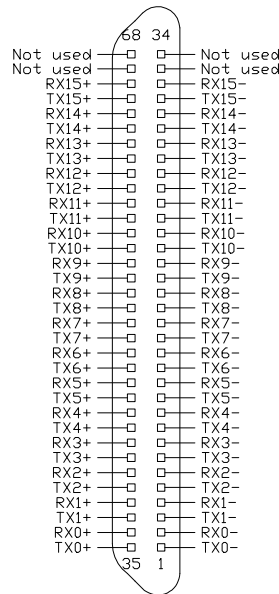 68 34
Not used Not used
Not used Not used
RX15+ RX15-
TX15+ TX15-
RX14+ RX14-
TX14+ TX14-
RX13+ RX13-
TX13+ TX13-
RX12+ RX12-
TX12+ TX12-
RX11+ RX11-
TX11+ TX11-
RX10+ RX10-
TX10+ TX10-
RX9+ RX9-
TX9+ TX9-
RX8+ RX8-
TX8+ TX8-
RX7+ RX7-
TX7+ TX7-
RX6+ RX6-
TX6+ TX6-
RX5+ RX5-
TX5+ TX5-
RX4+ RX4-
TX4+ TX4-
RX3+ RX3-
TX3+ TX3-
RX2+ RX2-
TX2+ TX2-
RX1+ RX1-
TX1+ TX1-
RX0+ RX0-
TX0+ TX0-
35 1